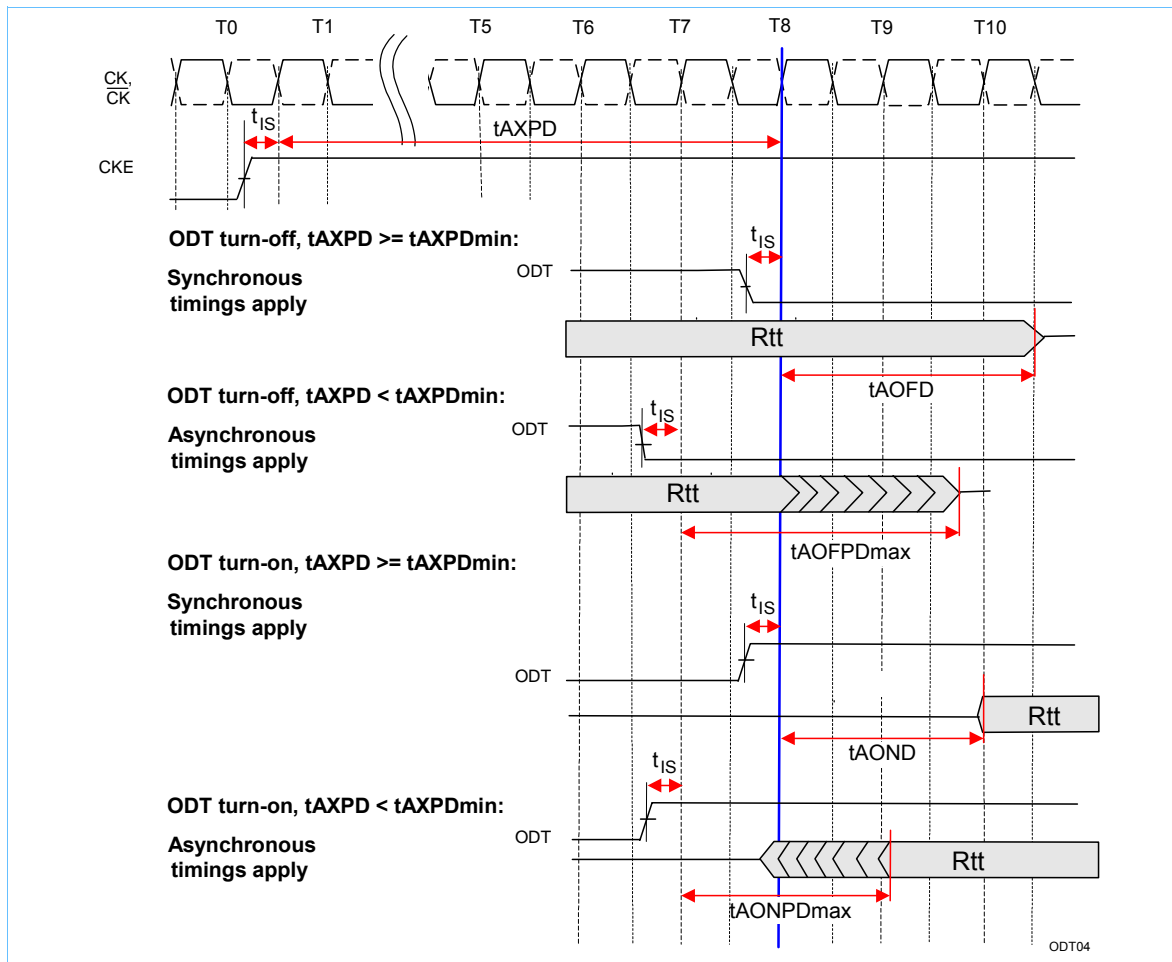 T0 T1 T5 T6 T7 T8 T9 T10
CK,
CK
tIS
tAXPD
CKE
ODT turn-off, tAXPD >= tAXPDmin:
tIS
ODT
Synchronous
timings apply
Rtt
tAOFD
ODT turn-off, tAXPD < tAXPDmin:
tIS
ODT
Asynchronous
timings apply
Rtt
tAOFPDmax
ODT turn-on, tAXPD >= tAXPDmin:
Synchronous
timings apply
tIS
ODT
Rtt
tAOND
tIS
ODT turn-on, tAXPD < tAXPDmin:
ODT
Asynchronous
timings apply
Rtt
tAONPDmax
ODT04